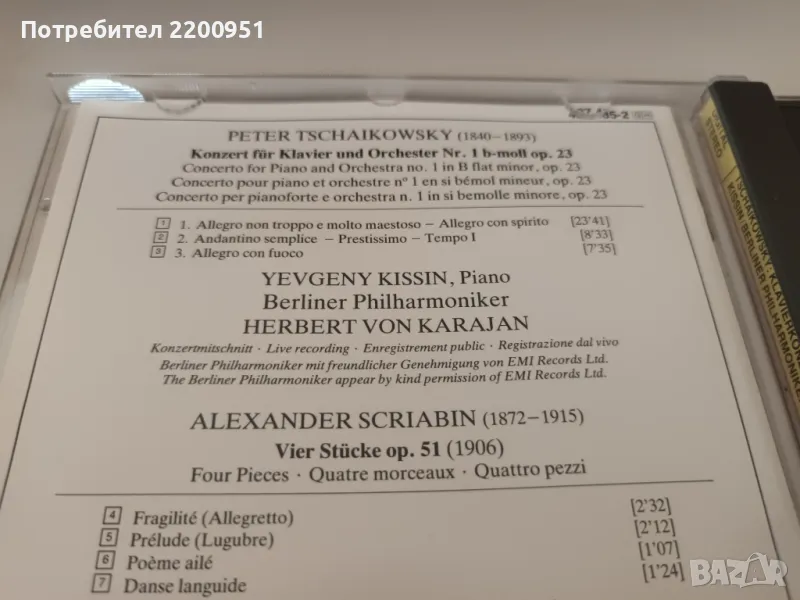 Потребител 2200951
PETER TSCHAIKOWSKY (1840–1893)
Konzert für Klavier und Orchester Nr. 1 b-moll op. 23
Concerto for Piano and Orchestra no. 1 in B flat minor, op. 23
Concerto pour piano et orchestre nº 1 en si bémol mineur, op. 23
Concerto per pianoforte e orchestra n. 1 in si bemolle minore, op. 23
1 1. Allegro non troppo e molto maestoso – Allegro con spirito [23'41]
2 2. Andantino semplice – Prestissimo – Tempo I [8'33]
3 3. Allegro con fuoco [7'35]
YEVGENY KISSIN, Piano
Berliner Philharmoniker
HERBERT VON KARAJAN
Konzertmitschnitt · Live recording · Enregistrement public · Registrazione dal vivo
Berliner Philharmoniker mit freundlicher Genehmigung von EMI Records Ltd.
The Berliner Philharmoniker appear by kind permission of EMI Records Ltd.
ALEXANDER SCRIABIN (1872–1915)
Vier Stücke op. 51 (1906)
Four Pieces · Quatre morceaux · Quattro pezzi
4 Fragilité (Allegretto) [2'32]
5 Prélude (Lugubre) [2'12]
6 Poème ailé [1'07]
7 Danse languide [1'24]
STEREO
TSCHAIKOWSKY: KLAVIERKO
KISSIN · BERLINER PHILHARMONIKE
BAZAR